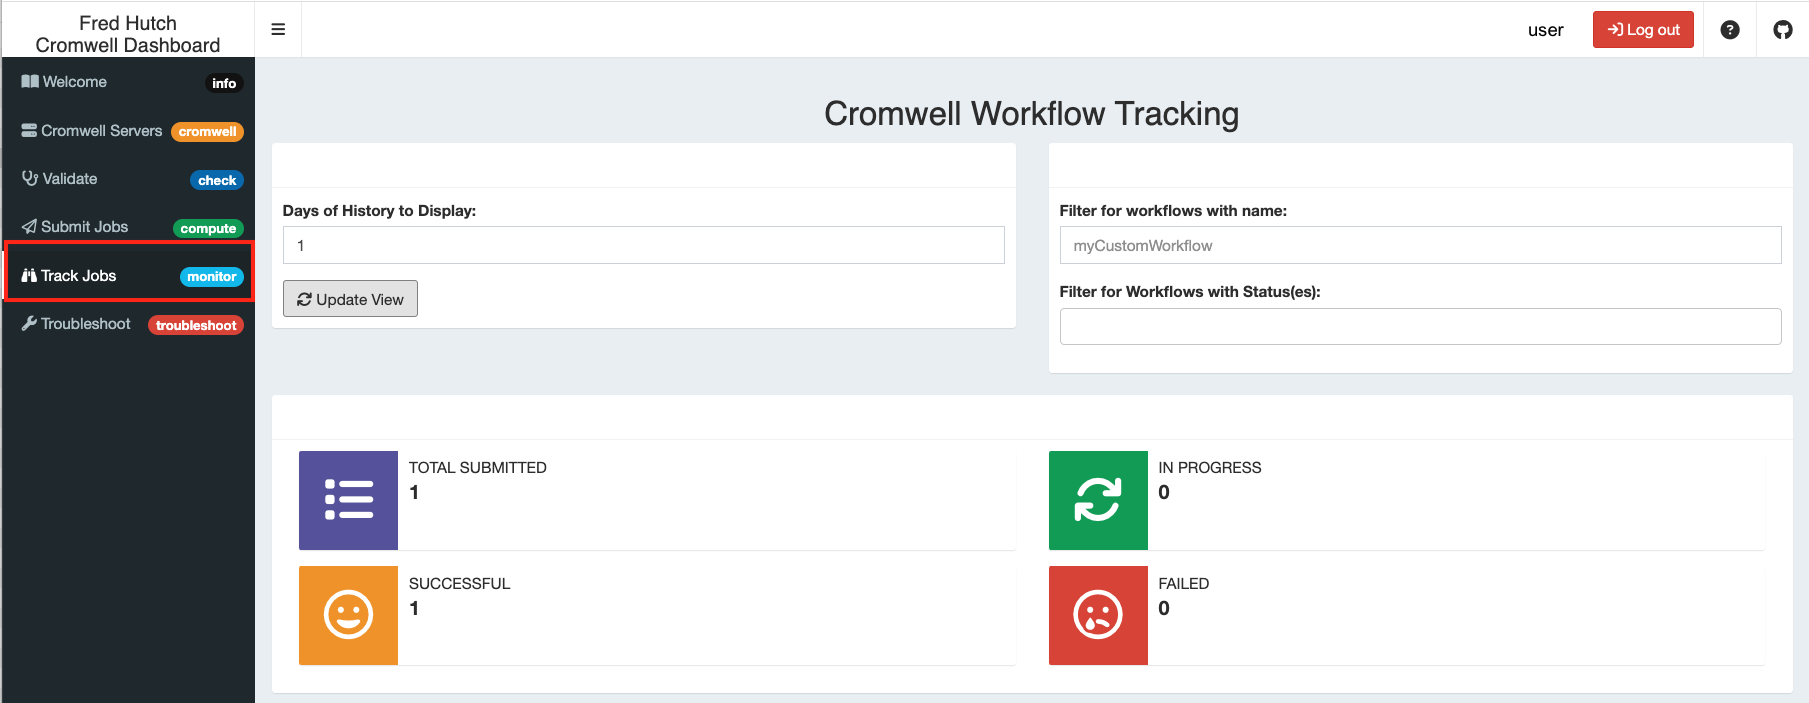 Fred Hutch
Cromwell Dashboard
user
Log out
Welcome info
Cromwell Servers cromwell
Validate check
Submit Jobs compute
Track Jobs monitor
Troubleshoot troubleshoot
Cromwell Workflow Tracking
Days of History to Display:
1
Update View
Filter for workflows with name:
myCustomWorkflow
Filter for Workflows with Status(es):
TOTAL SUBMITTED
1
IN PROGRESS
0
SUCCESSFUL
1
FAILED
0